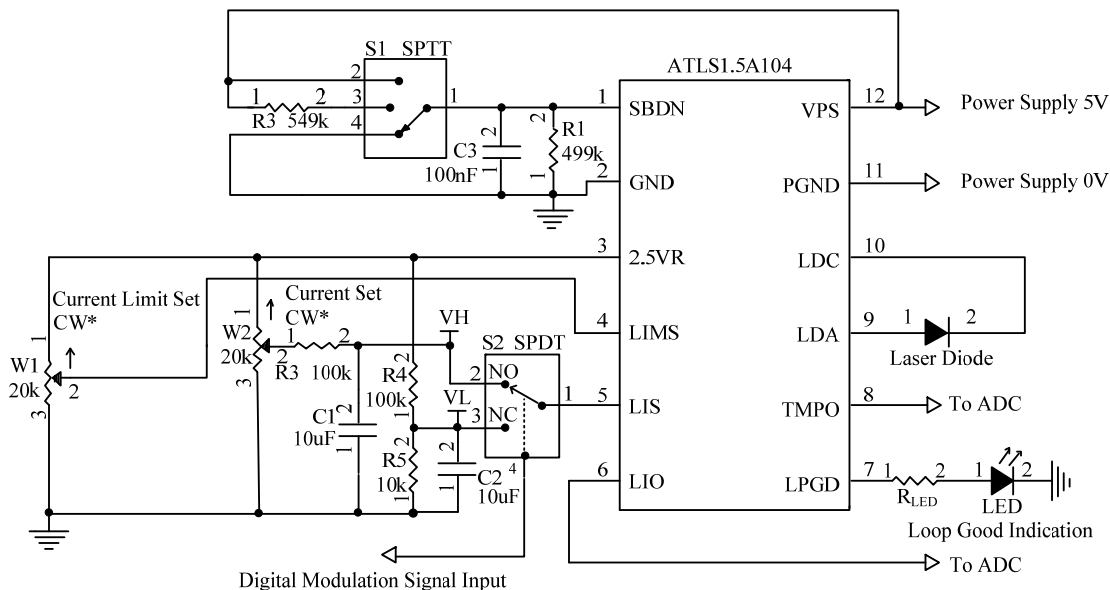 S1 SPTT
ATLS1.5A104
2
1 2
R3 549k
3
4
1
2
C3
1
100nF
2
R1
499k
1
1 SBDN
2 GND
3 2.5VR
4 LIMS
5 LIS
6 LIO
VPS 12
PGND 11
LDC 10
LDA 9
TMPO 8
LPGD 7
Power Supply 5V
Power Supply 0V
1 2
Laser Diode
To ADC
1 2
RLED
1 2
LED
Loop Good Indication
To ADC
Current Limit Set
CW*
1
W1
20k
2
3
Current Set
CW*
1
W2
20k
2
3
1 2
R3 100k
VH
C1
10uF
2
1
2
R4
100k
1
2
R5
10k
1
VL
2
C2
1
10uF
S2 SPDT
2 NO
3 NC
1
4
Digital Modulation Signal Input